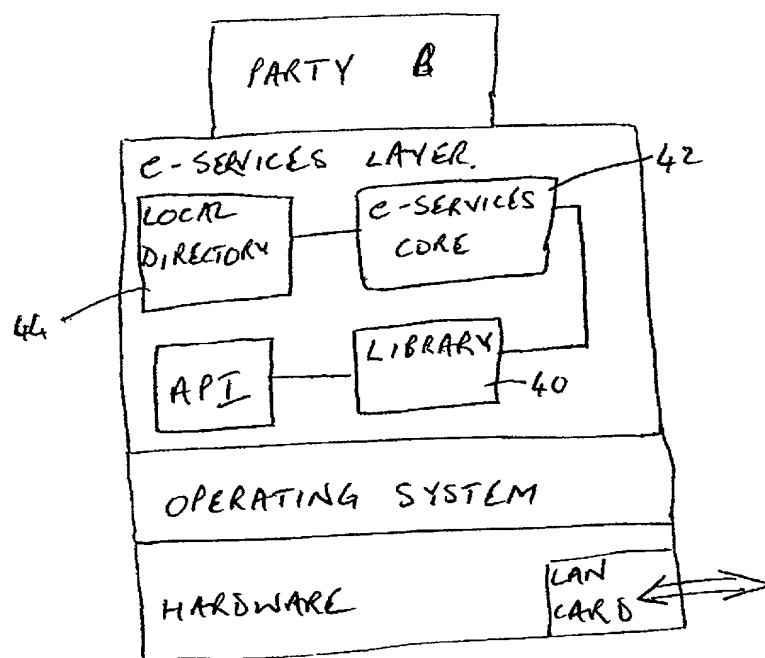 PARTY B
e-SERVICES LAYER.
42
LOCAL
DIRECTORY
e-SERVICES
CORE
44
API
LIBRARY
40
OPERATING SYSTEM
HARDWARE
LAN
CARD